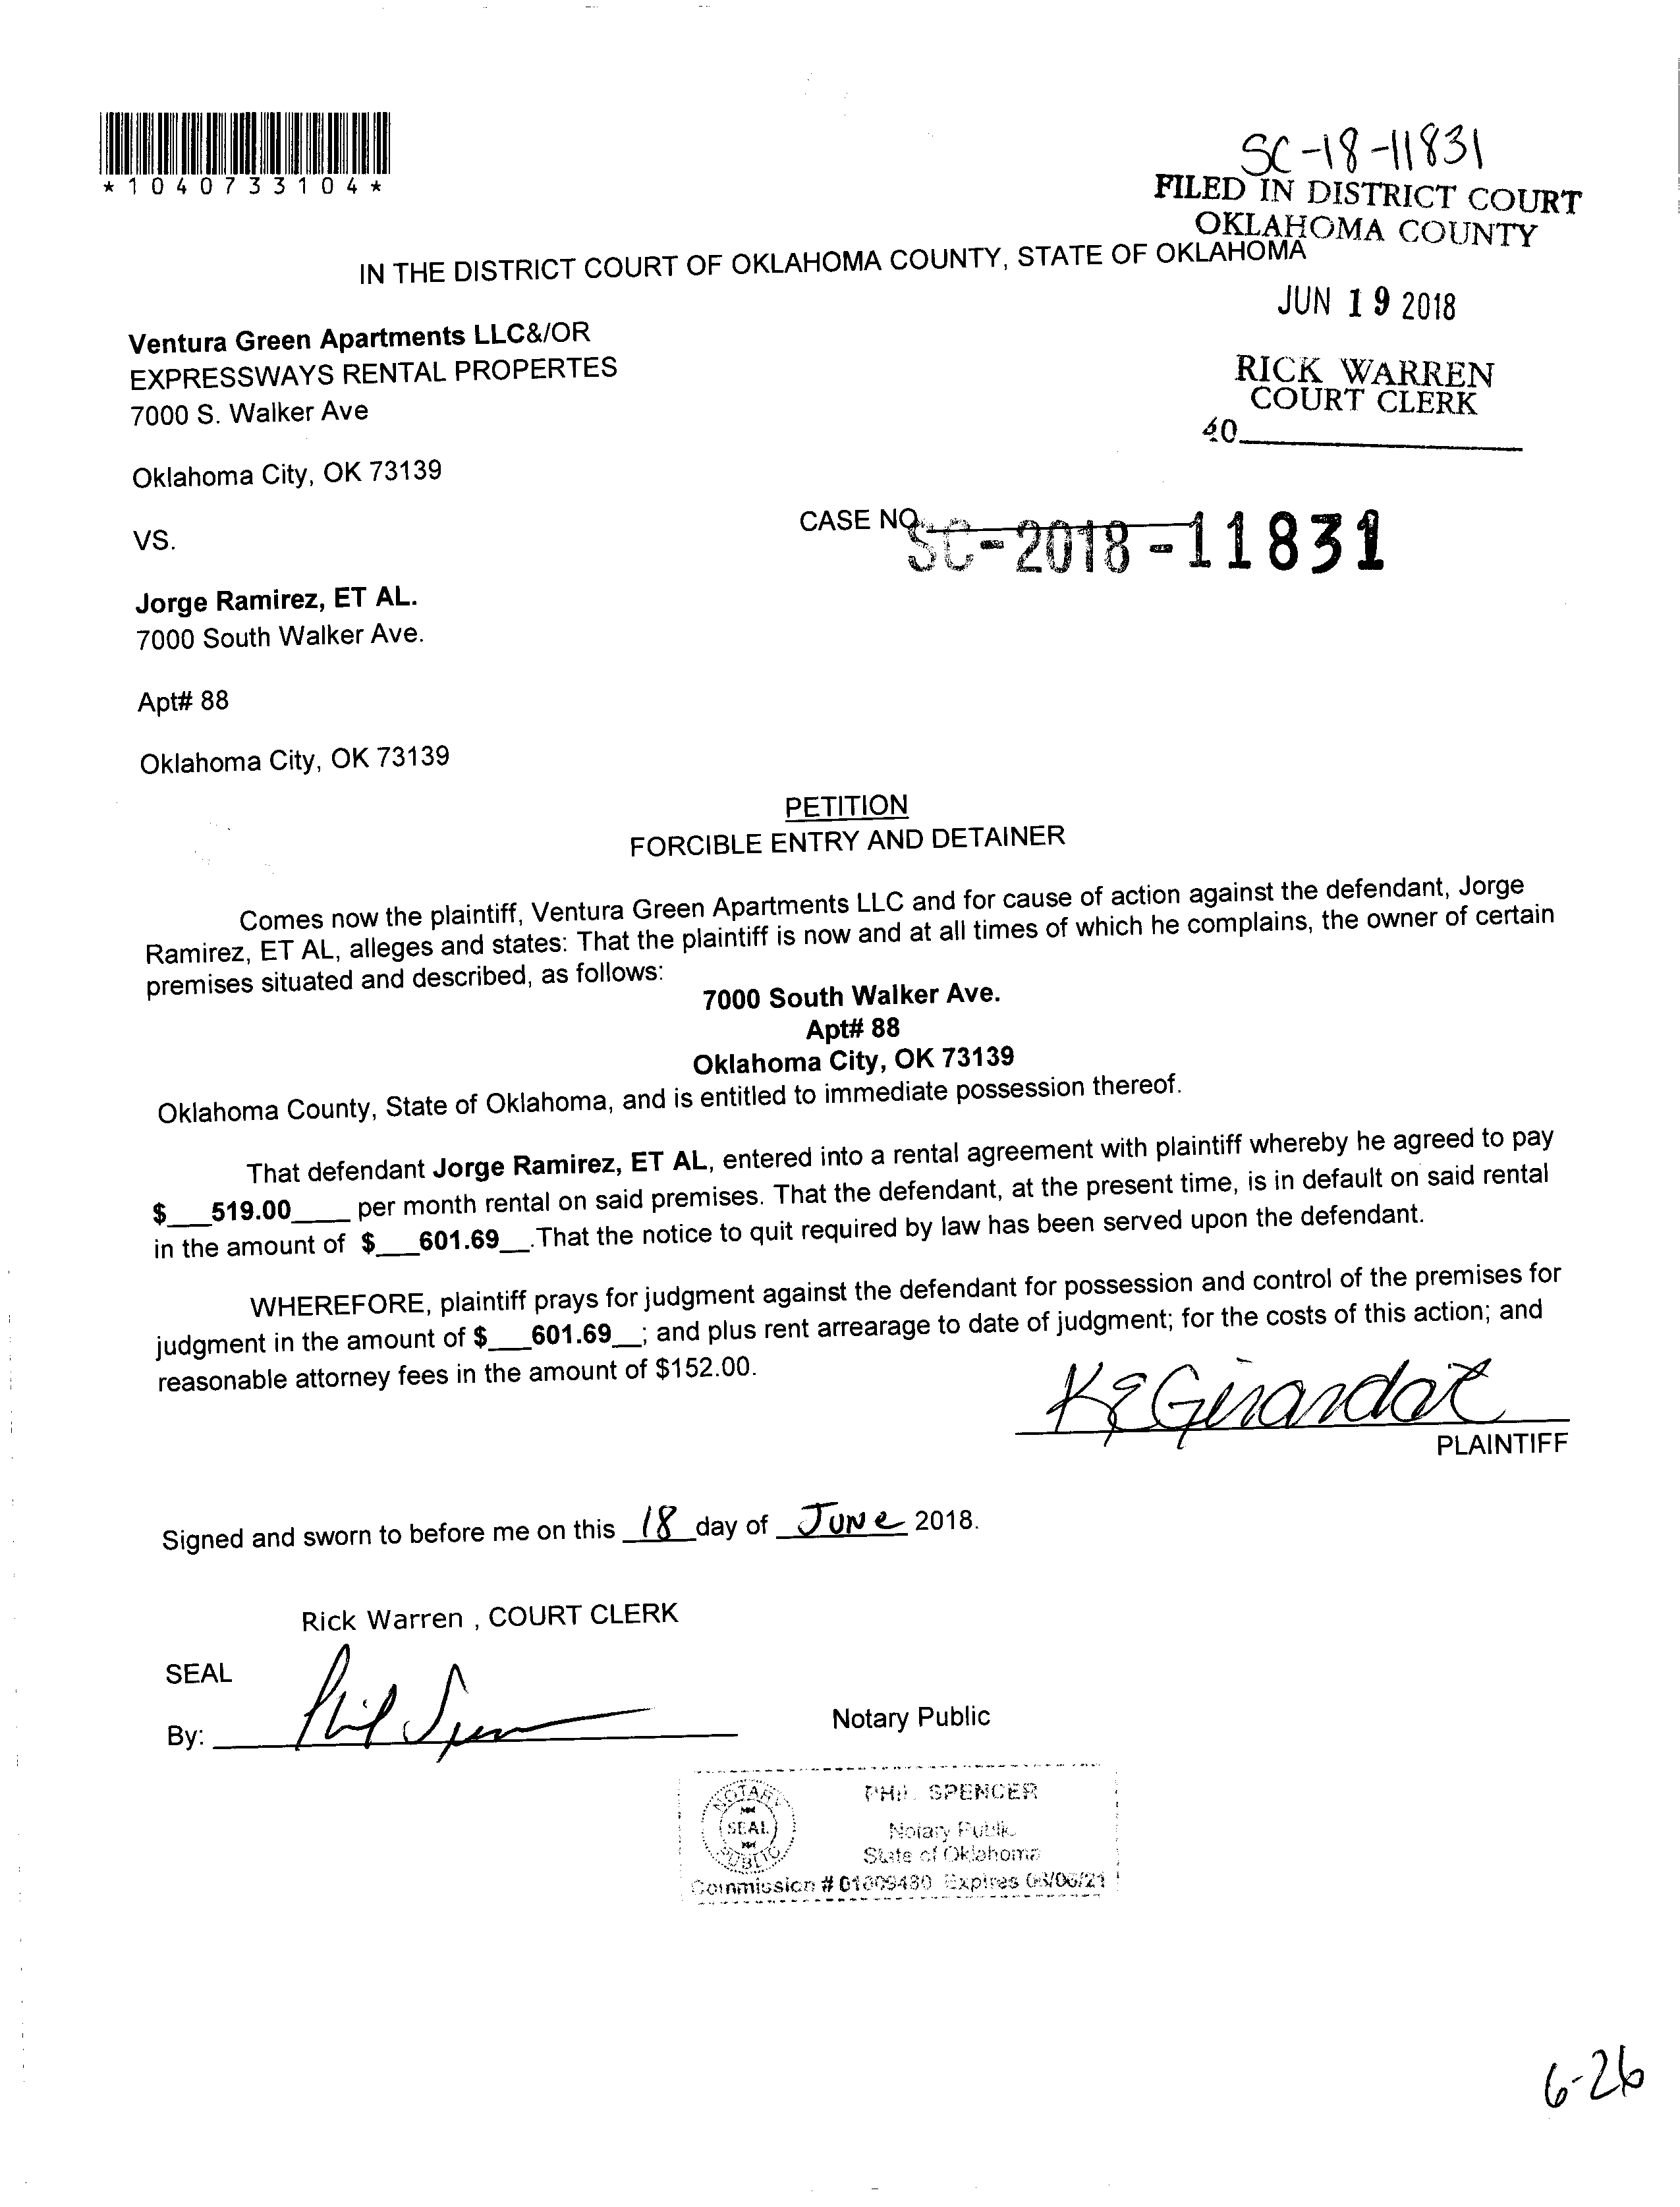 *1040733104*
SC-18-11831
FILED IN DISTRICT COURT
OKLAHOMA COUNTY
IN THE DISTRICT COURT OF OKLAHOMA COUNTY, STATE OF OKLAHOMA
JUN 19 2018
Ventura Green Apartments LLC&/OR
EXPRESSWAYS RENTAL PROPERTES
7000 S. Walker Ave
RICK WARREN
COURT CLERK
40
Oklahoma City, OK 73139
CASE NO. SC-2018-11831
VS.
Jorge Ramirez, ET AL.
7000 South Walker Ave.
Apt# 88
Oklahoma City, OK 73139
PETITION
FORCIBLE ENTRY AND DETAINER
Comes now the plaintiff, Ventura Green Apartments LLC and for cause of action against the defendant, Jorge
Ramirez, ET AL, alleges and states: That the plaintiff is now and at all times of which he complains, the owner of certain
premises situated and described, as follows:
7000 South Walker Ave.
Apt# 88
Oklahoma City, OK 73139
Oklahoma County, State of Oklahoma, and is entitled to immediate possession thereof.
That defendant Jorge Ramirez, ET AL, entered into a rental agreement with plaintiff whereby he agreed to pay
$___519.00____ per month rental on said premises. That the defendant, at the present time, is in default on said rental
in the amount of $___601.69__.That the notice to quit required by law has been served upon the defendant.
WHEREFORE, plaintiff prays for judgment against the defendant for possession and control of the premises for
judgment in the amount of $___601.69__; and plus rent arrearage to date of judgment; for the costs of this action; and
reasonable attorney fees in the amount of $152.00.
KEGirardat
PLAINTIFF
Signed and sworn to before me on this 18 day of June 2018.
Rick Warren , COURT CLERK
SEAL
By: Phil Spencer
Notary Public
NOTARY PUBLIC
SEAL
PHIL SPENCER
Notary Public
State of Oklahoma
Commission # 01009480 Expires /06/21
6-26